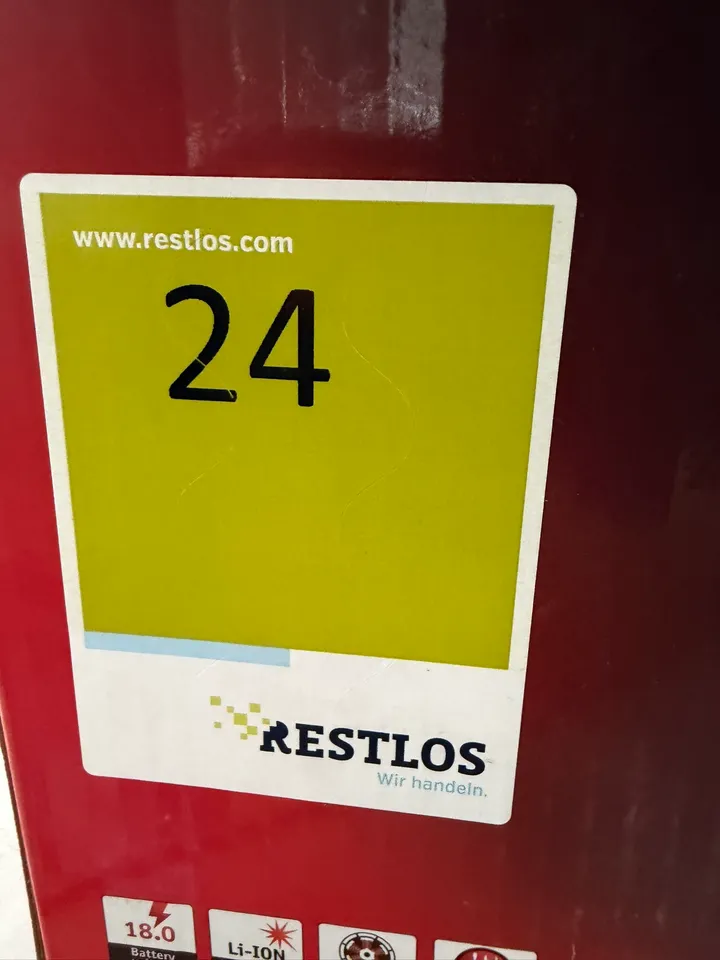 www.restlos.com
24
RESTLOS
Wir handeln.
18.0
Battery
Li-ION